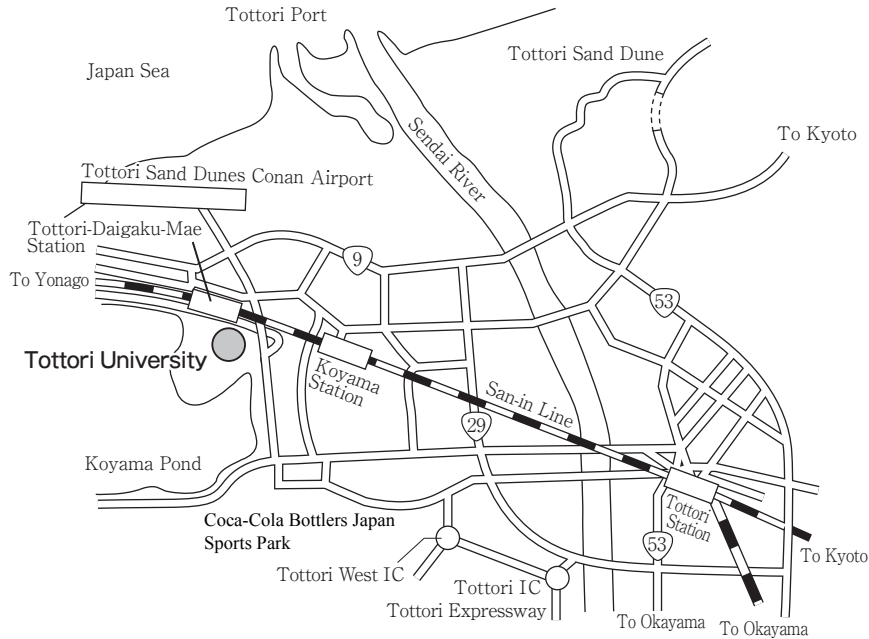 Tottori Port
Japan Sea
Tottori Sand Dune
To Kyoto
Sendai River
Tottori Sand Dunes Conan Airport
Tottori-Daigaku-Mae
Station
To Yonago
9
53
Tottori University
Koyama
Station
San-in Line
29
Koyama Pond
Tottori
Station
Coca-Cola Bottlers Japan
Sports Park
53
To Kyoto
Tottori West IC
Tottori IC
Tottori Expressway
To Okayama
To Okayama